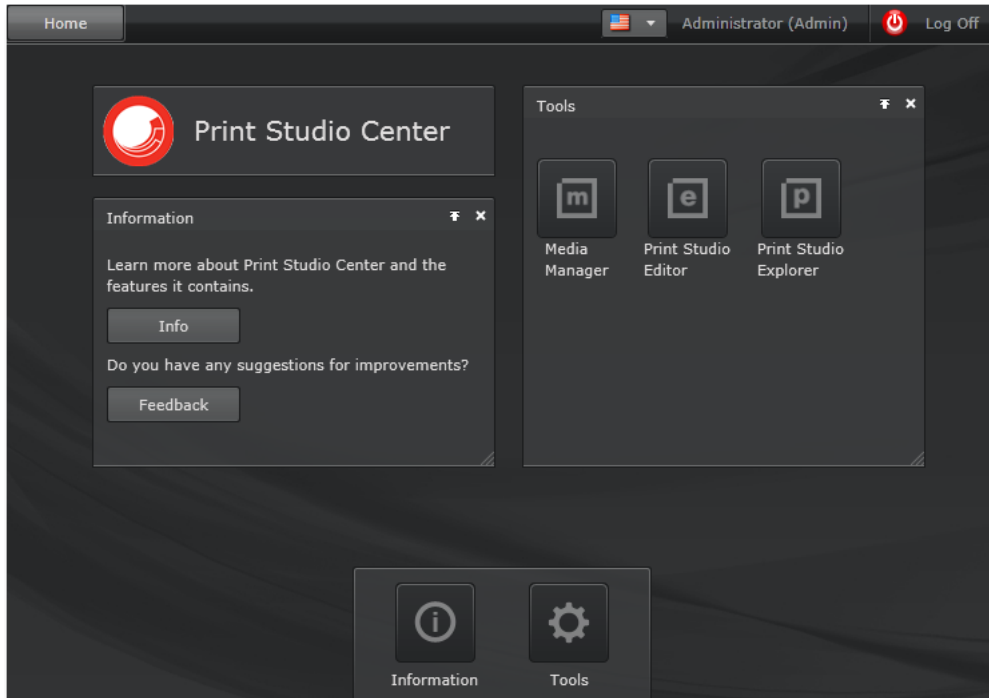 Home
Administrator (Admin)
Log Off
Print Studio Center
Information
Learn more about Print Studio Center and the
features it contains.
Info
Do you have any suggestions for improvements?
Feedback
Tools
m
e
p
Media
Manager
Print Studio
Editor
Print Studio
Explorer
Information
Tools